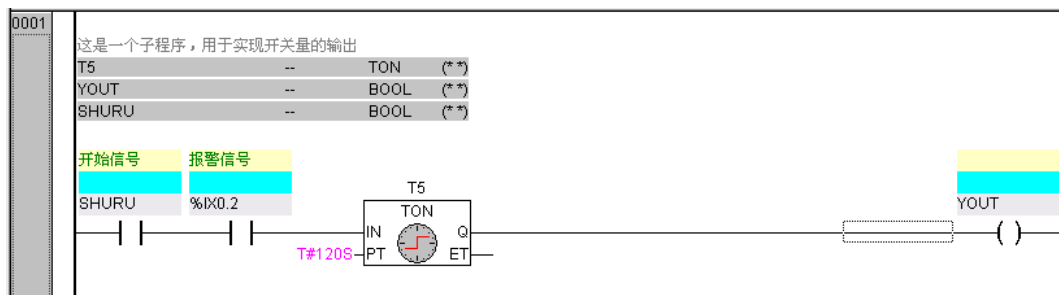 0001
这是一个子程序，用于实现开关量的输出
T5 -- TON (* *)
YOUT -- BOOL (* *)
SHURU -- BOOL (* *)
开始信号 报警信号
SHURU %IX0.2 YOUT
T5
TON
IN Q
T#120S PT ET